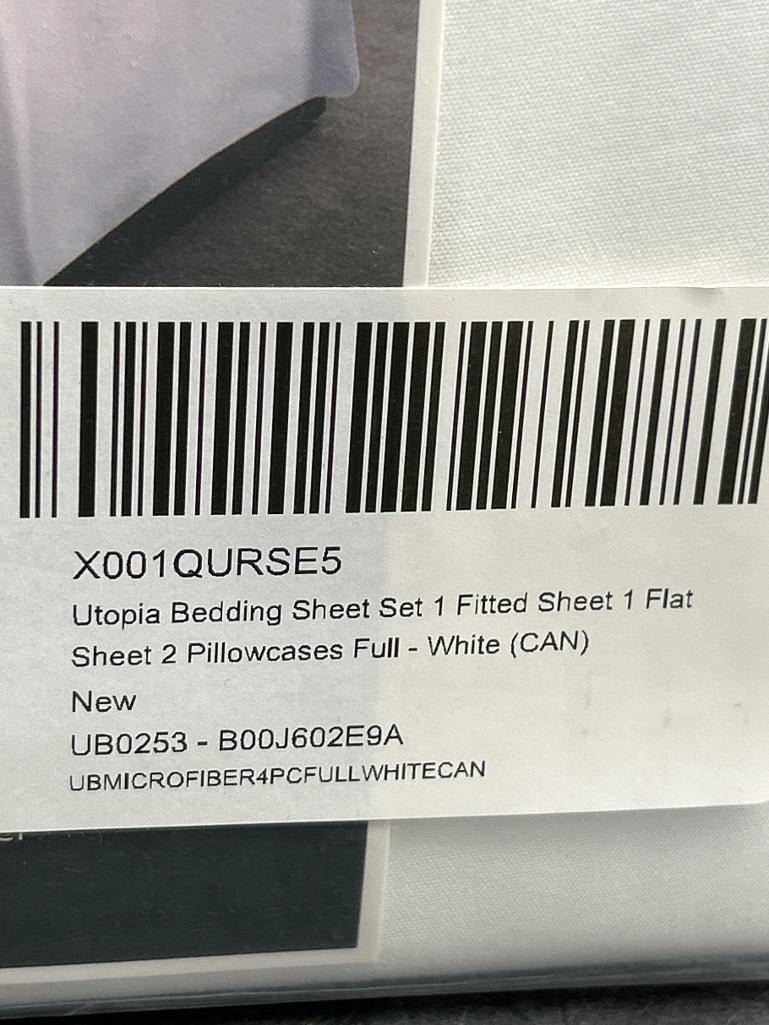 X001QURSE5
Utopia Bedding Sheet Set 1 Fitted Sheet 1 Flat
Sheet 2 Pillowcases Full - White (CAN)
New
UB0253 - B00J602E9A
UBMICROFIBER4PCFULLWHITECAN